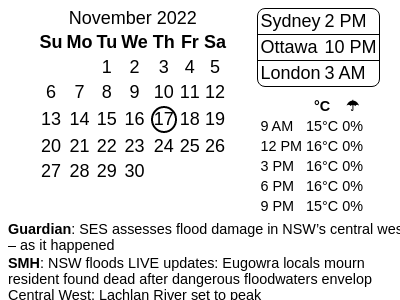 November 2022
Su Mo Tu We Th Fr Sa
1 2 3 4 5
6 7 8 9 10 11 12
13 14 15 16 17 18 19
20 21 22 23 24 25 26
27 28 29 30
Sydney 2 PM
Ottawa 10 PM
London 3 AM
°C ☂
9 AM 15°C 0%
12 PM 16°C 0%
3 PM 16°C 0%
6 PM 16°C 0%
9 PM 15°C 0%
Guardian: SES assesses flood damage in NSW's central wes
– as it happened
SMH: NSW floods LIVE updates: Eugowra locals mourn
resident found dead after dangerous floodwaters envelop
Central West; Lachlan River set to peak